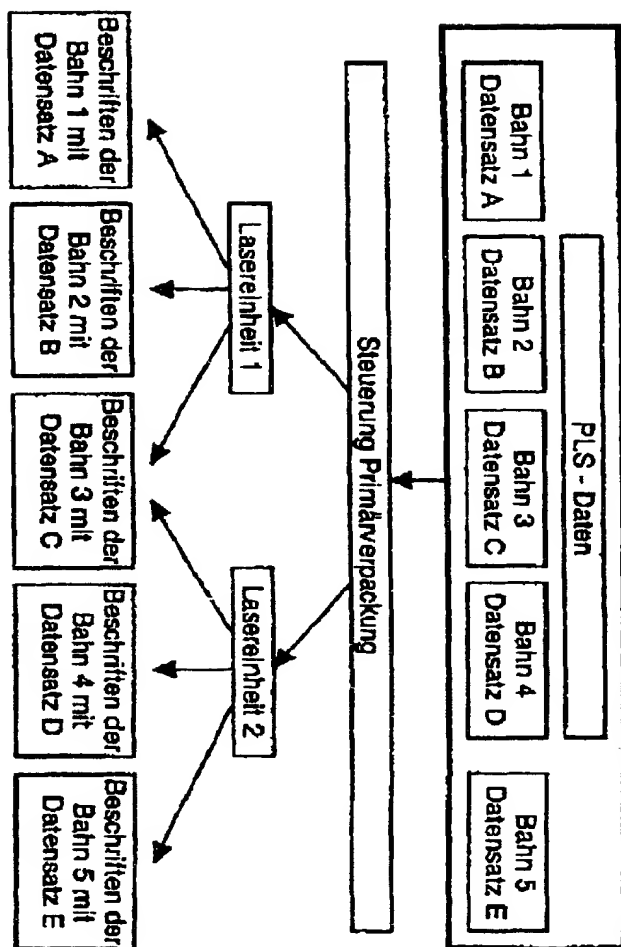 PLS - Daten
Bahn 1
Datensatz A
Bahn 2
Datensatz B
Bahn 3
Datensatz C
Bahn 4
Datensatz D
Bahn 5
Datensatz E
Steuerung Primärverpackung
Lasereinheit 1
Lasereinheit 2
Beschriften der
Bahn 1 mit
Datensatz A
Beschriften der
Bahn 2 mit
Datensatz B
Beschriften der
Bahn 3 mit
Datensatz C
Beschriften der
Bahn 4 mit
Datensatz D
Beschriften der
Bahn 5 mit
Datensatz E